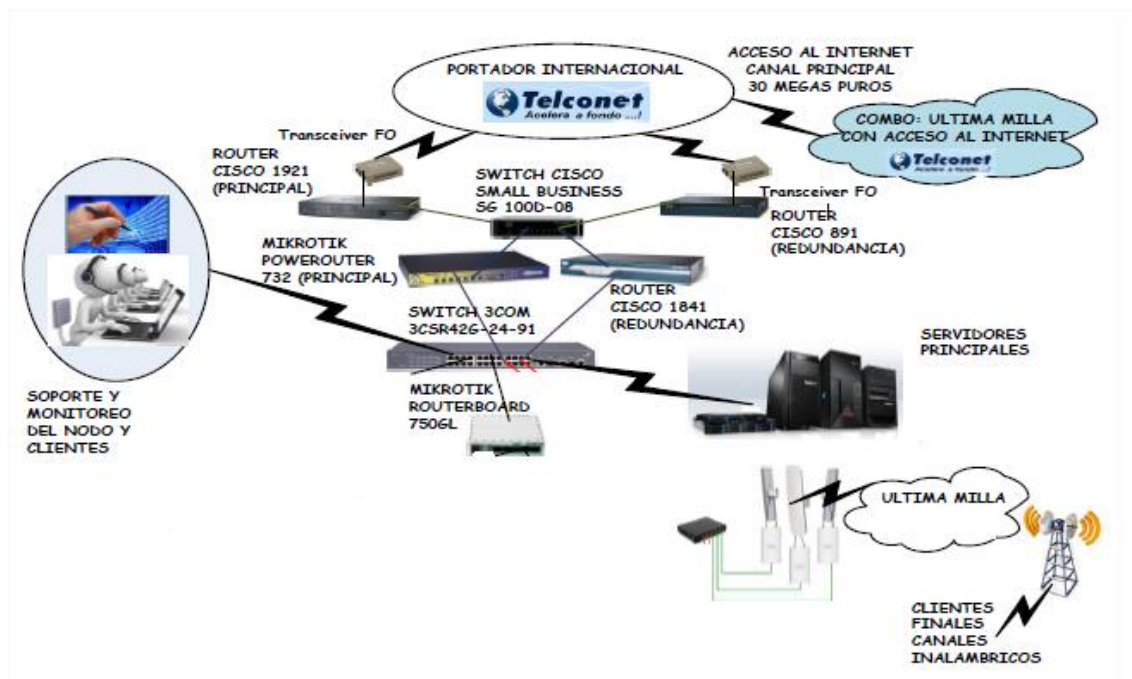 PORTADOR INTERNACIONAL
Telconet
Acelera a fondo ...!
ACCESO AL INTERNET
CANAL PRINCIPAL
30 MEGAS PUROS
COMBO: ULTIMA MILLA
CON ACCESO AL INTERNET
Telconet
Acelera a fondo ...!
Transceiver FO
ROUTER
CISCO 1921
(PRINCIPAL)
SWITCH CISCO
SMALL BUSINESS
SG 100D-08
Transceiver FO
ROUTER
CISCO 891
(REDUNDANCIA)
MIKROTIK
POWEROUTER
732 (PRINCIPAL)
ROUTER
CISCO 1841
(REDUNDANCIA)
SWITCH 3COM
3CSR42G-24-91
SERVIDORES
PRINCIPALES
MIKROTIK
ROUTERBOARD
750GL
SOPORTE Y
MONITOREO
DEL NODO Y
CLIENTES
ULTIMA MILLA
CLIENTES
FINALES
CANALES
INALAMBRICOS